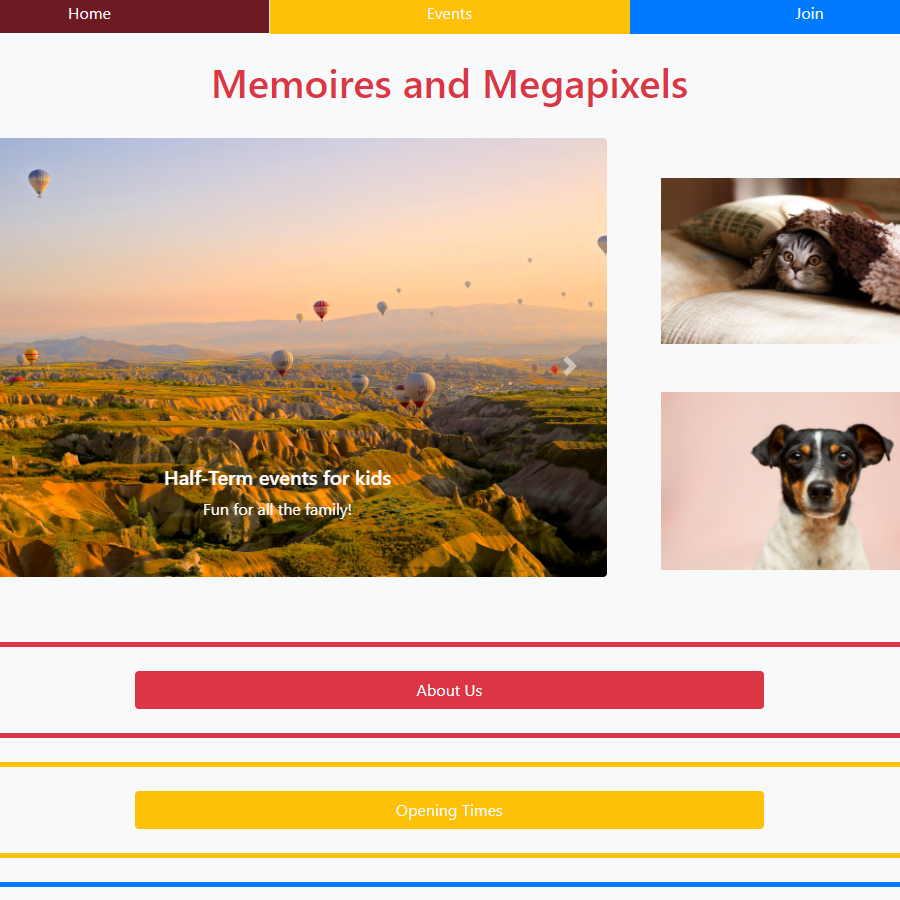 Home
Events
Join
Memoires and Megapixels
Half-Term events for kids
Fun for all the family!
About Us
Opening Times